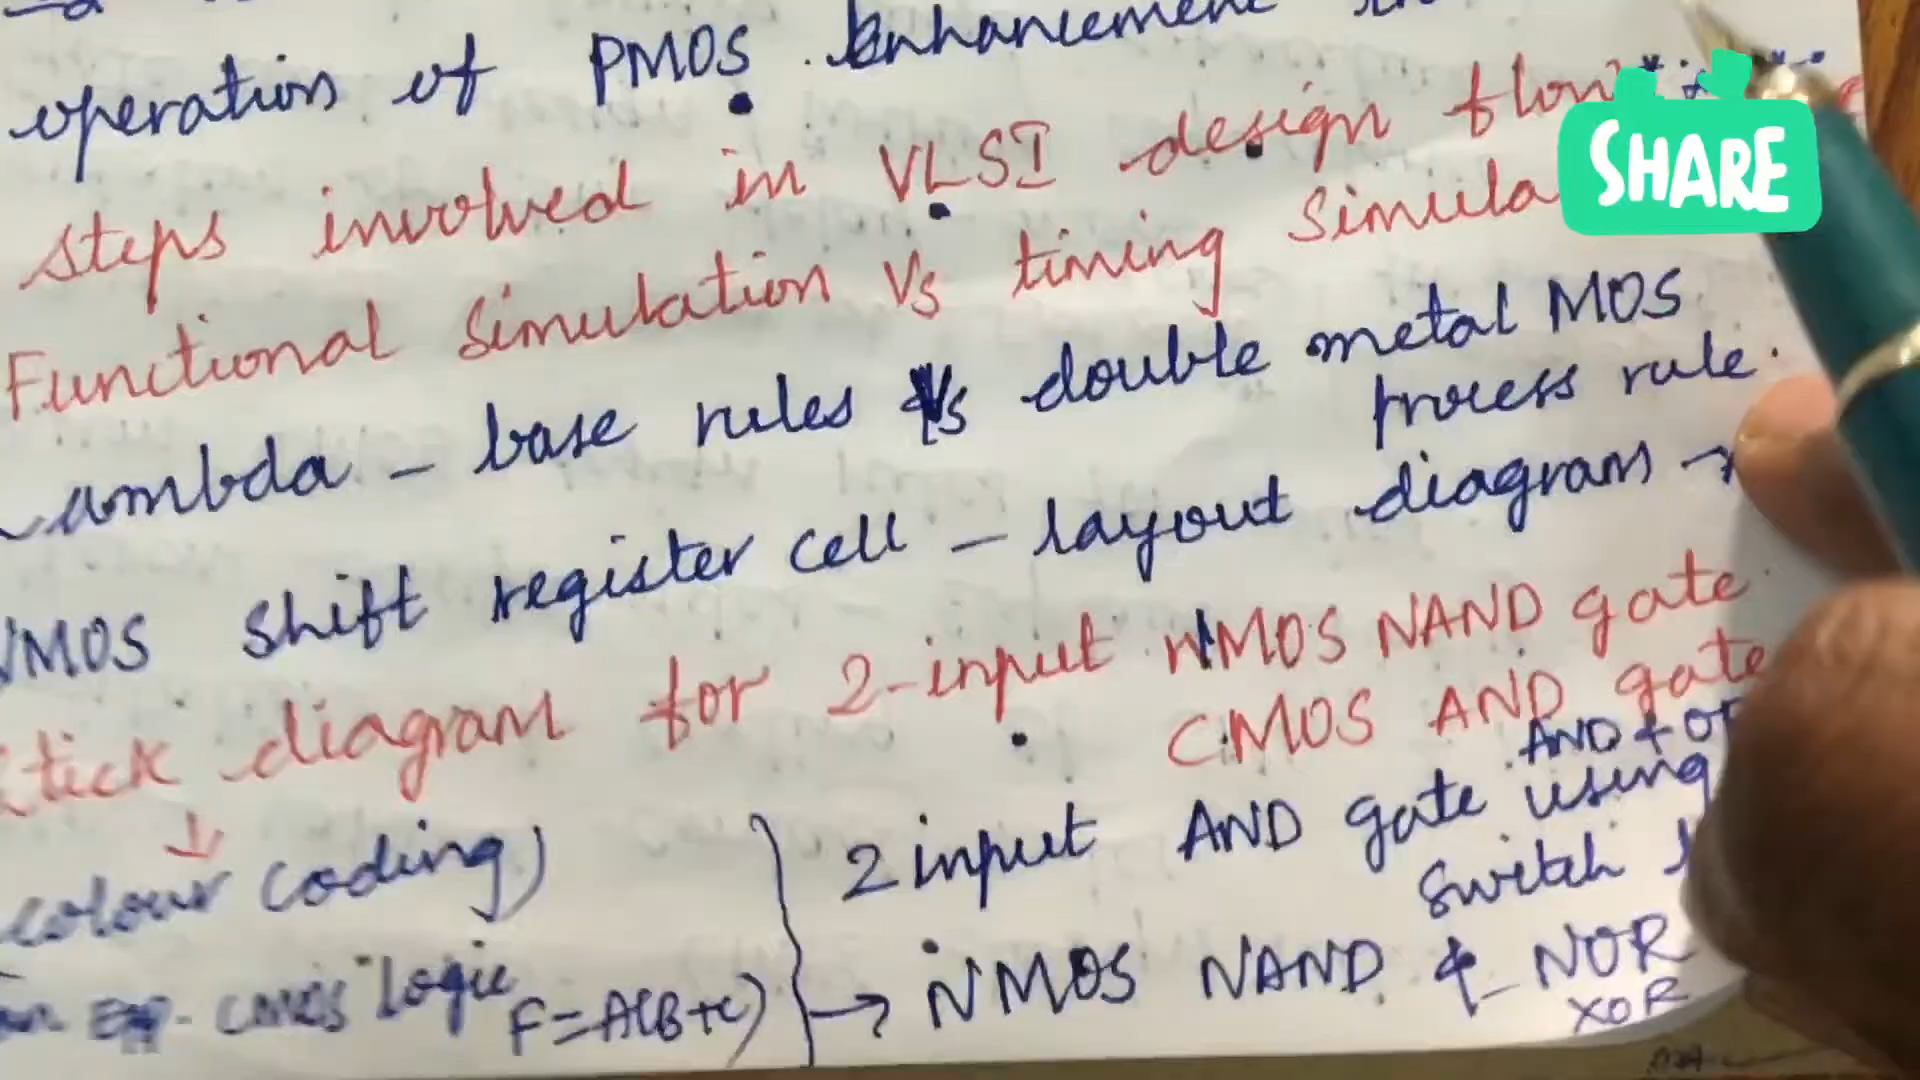 operation of PMOS Enhancement
steps involved in VLSI design flow
SHARE
Functional Simulation Vs timing Simula
Lambda - base rules Vs double metal MOS
process rule.
NMOS Shift register cell - layout diagram →
Stick diagram for 2-input NMOS NAND gate
CMOS AND gate
AND + OR
colour coding)
2 input AND gate using
Switch
CMOS logic F=A(B+C)
→ NMOS NAND & NOR
XOR